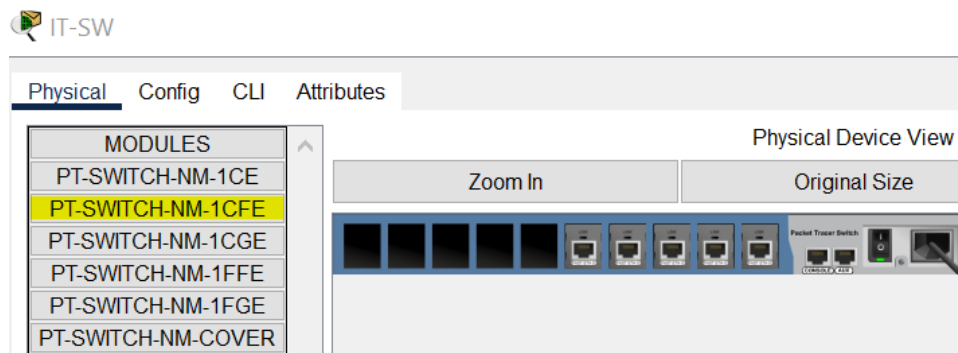 IT-SW
Physical Config CLI Attributes
MODULES
PT-SWITCH-NM-1CE
PT-SWITCH-NM-1CFE
PT-SWITCH-NM-1CGE
PT-SWITCH-NM-1FFE
PT-SWITCH-NM-1FGE
PT-SWITCH-NM-COVER
Physical Device View
Zoom In
Original Size
Packet Tracer Switch
CONSOLE AUX